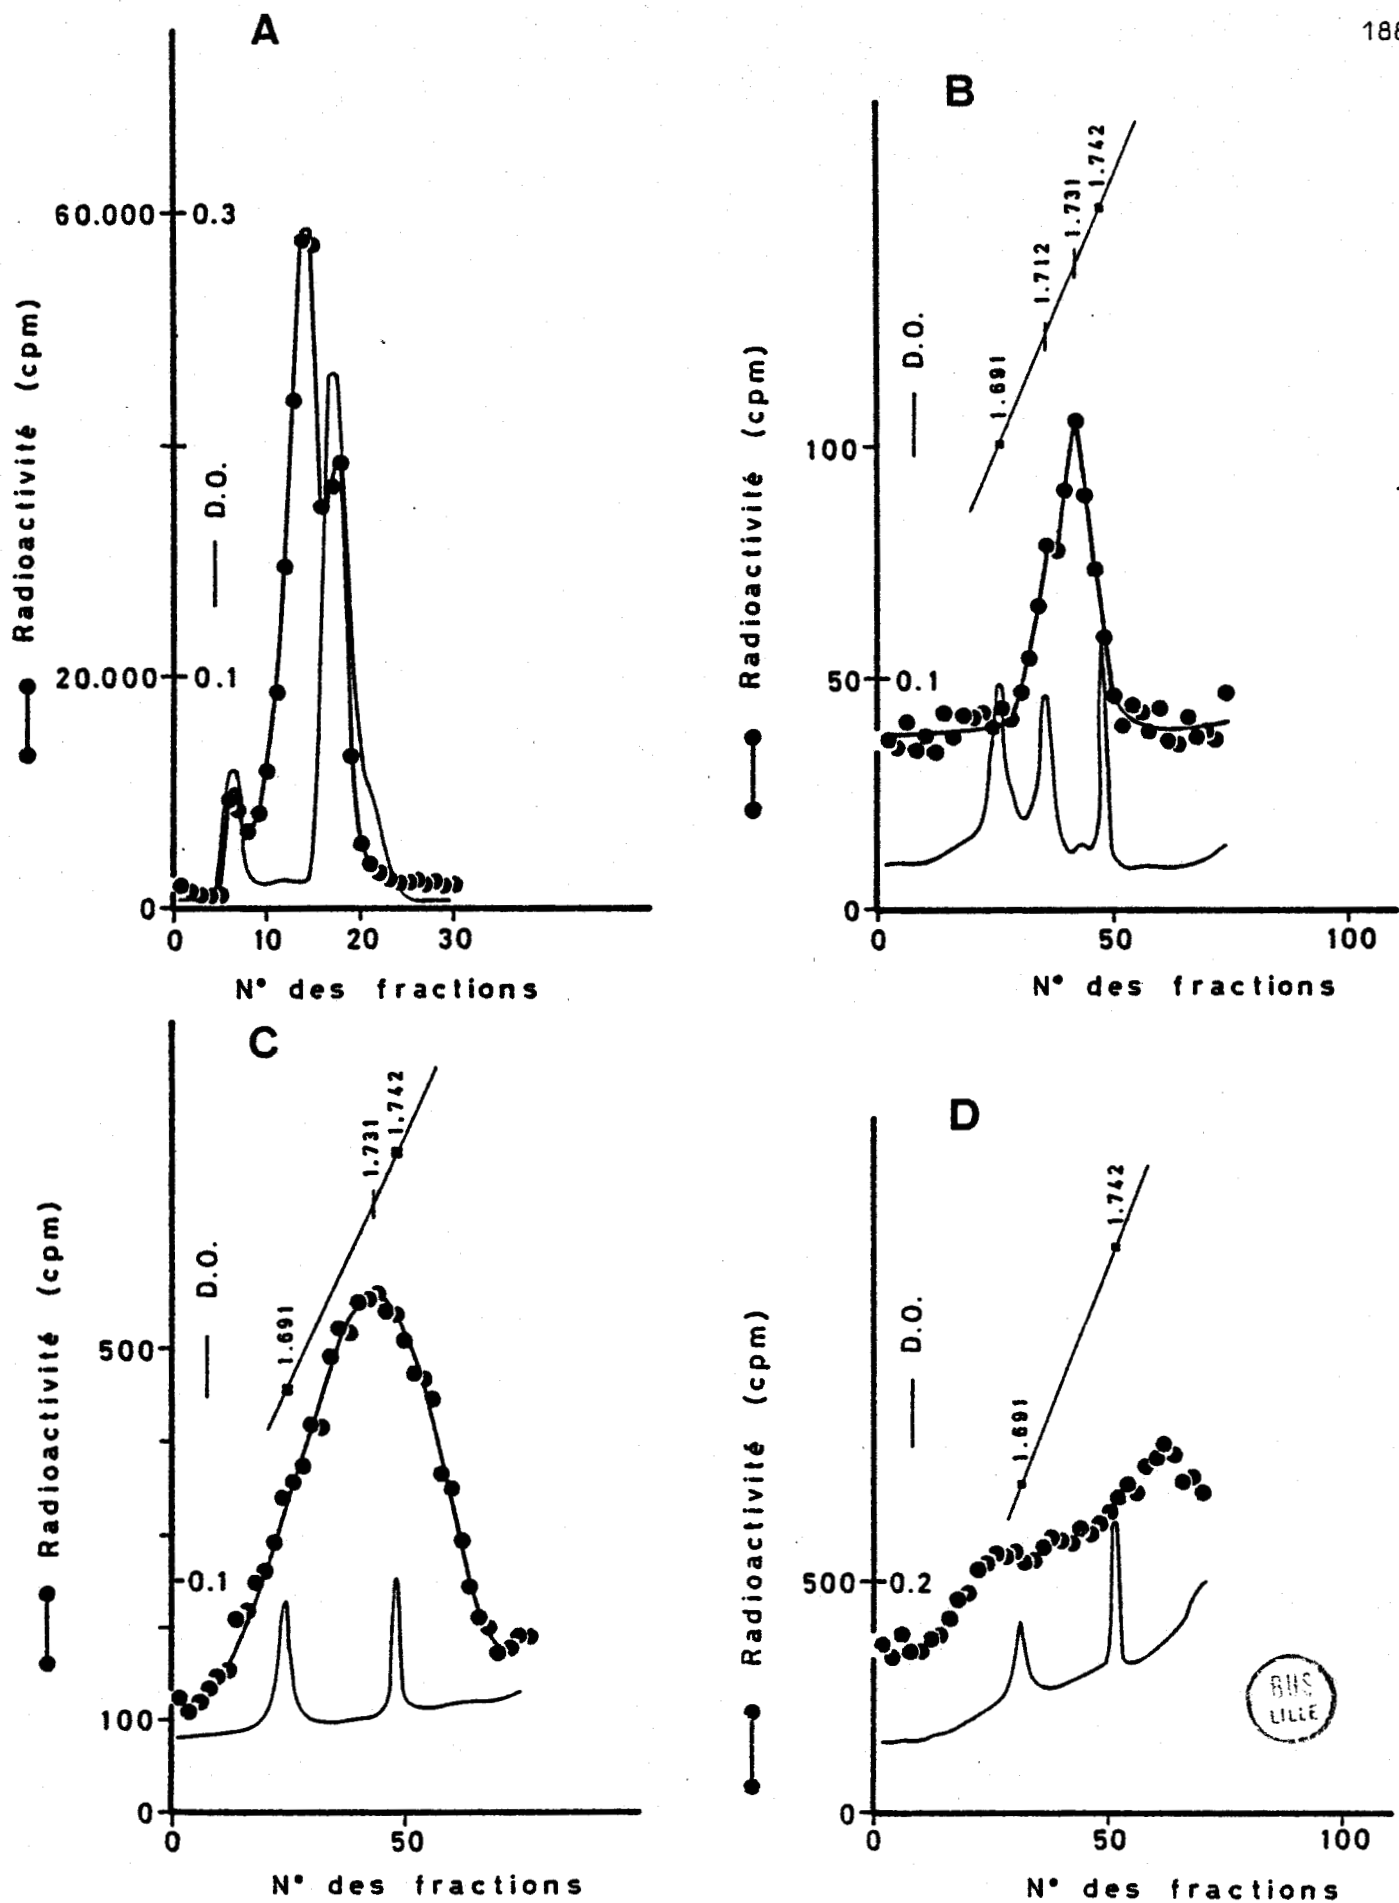 188
A
60.000
0.3
Radioactivité (cpm)
D.O.
20.000
0.1
0
0 10 20 30
N° des fractions
B
1.691
1.712
1.731
1.742
D.O.
Radioactivité (cpm)
100
50
0.1
0
0 50 100
N° des fractions
C
1.691
1.731
1.742
D.O.
Radioactivité (cpm)
500
0.1
100
0
0 50
N° des fractions
D
1.691
1.742
D.O.
Radioactivité (cpm)
500
0.2
0
0 50 100
N° des fractions
BUS
LILLE